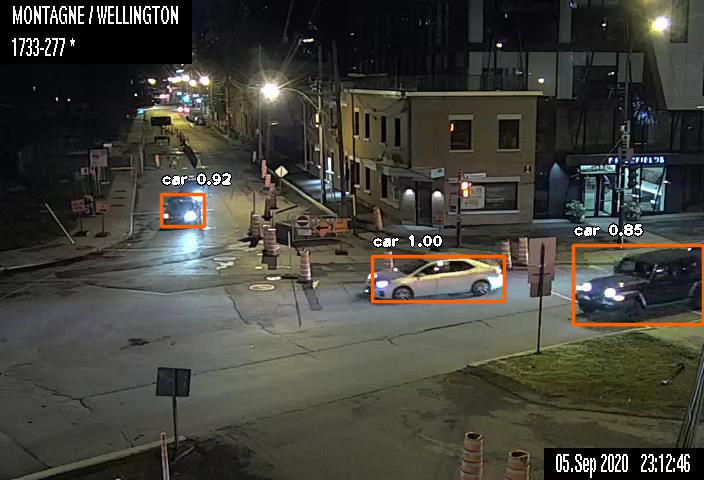 MONTAGNE / WELLINGTON
1733-277 *
car 0.92
car 1.00
car 0.85
05.Sep 2020 23:12:46